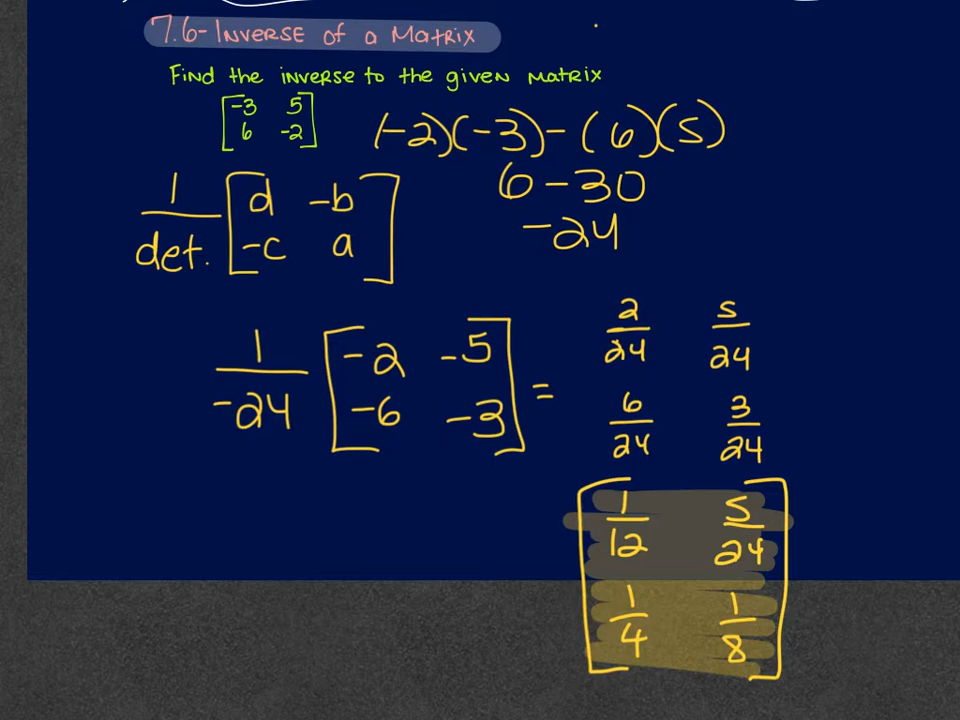 7.6-Inverse of a Matrix
Find the inverse to the given matrix
[-3 5]
[6 -2]
(-2)(-3)-(6)(5)
6-30
-24
1/det. [d -b]
[-c a]
1/-24 [-2 -5] =
[-6 -3]
2/24 5/24
6/24 3/24
[1/12 5/24]
[1/4 1/8]